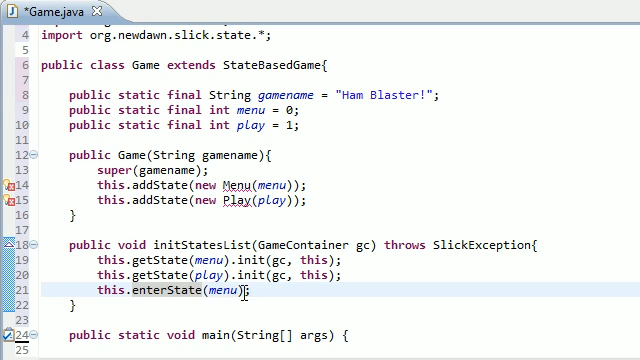 *Game.java
4 import org.newdawn.slick.state.*;
5
6 public class Game extends StateBasedGame{
7
8 public static final String gamename = "Ham Blaster!";
9 public static final int menu = 0;
10 public static final int play = 1;
11
12 public Game(String gamename){
13 super(gamename);
14 this.addState(new Menu(menu));
15 this.addState(new Play(play));
16 }
17
18 public void initStatesList(GameContainer gc) throws SlickException{
19 this.getState(menu).init(gc, this);
20 this.getState(play).init(gc, this);
21 this.enterState(menu);
22 }
23
24 public static void main(String[] args) {
25